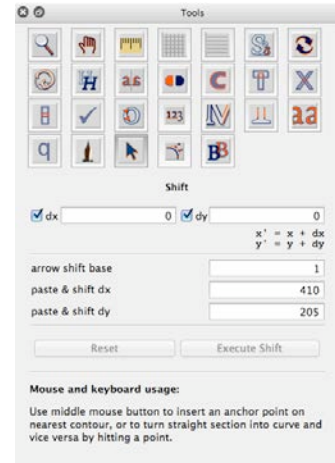 Tools
H
as
C
T
X
123
aa
q
BB
Shift
dx 0 dy 0
x' = x + dx
y' = y + dy
arrow shift base 1
paste & shift dx 410
paste & shift dy 205
Reset Execute Shift
Mouse and keyboard usage:
Use middle mouse button to insert an anchor point on
nearest contour, or to turn straight section into curve and
vice versa by hitting a point.